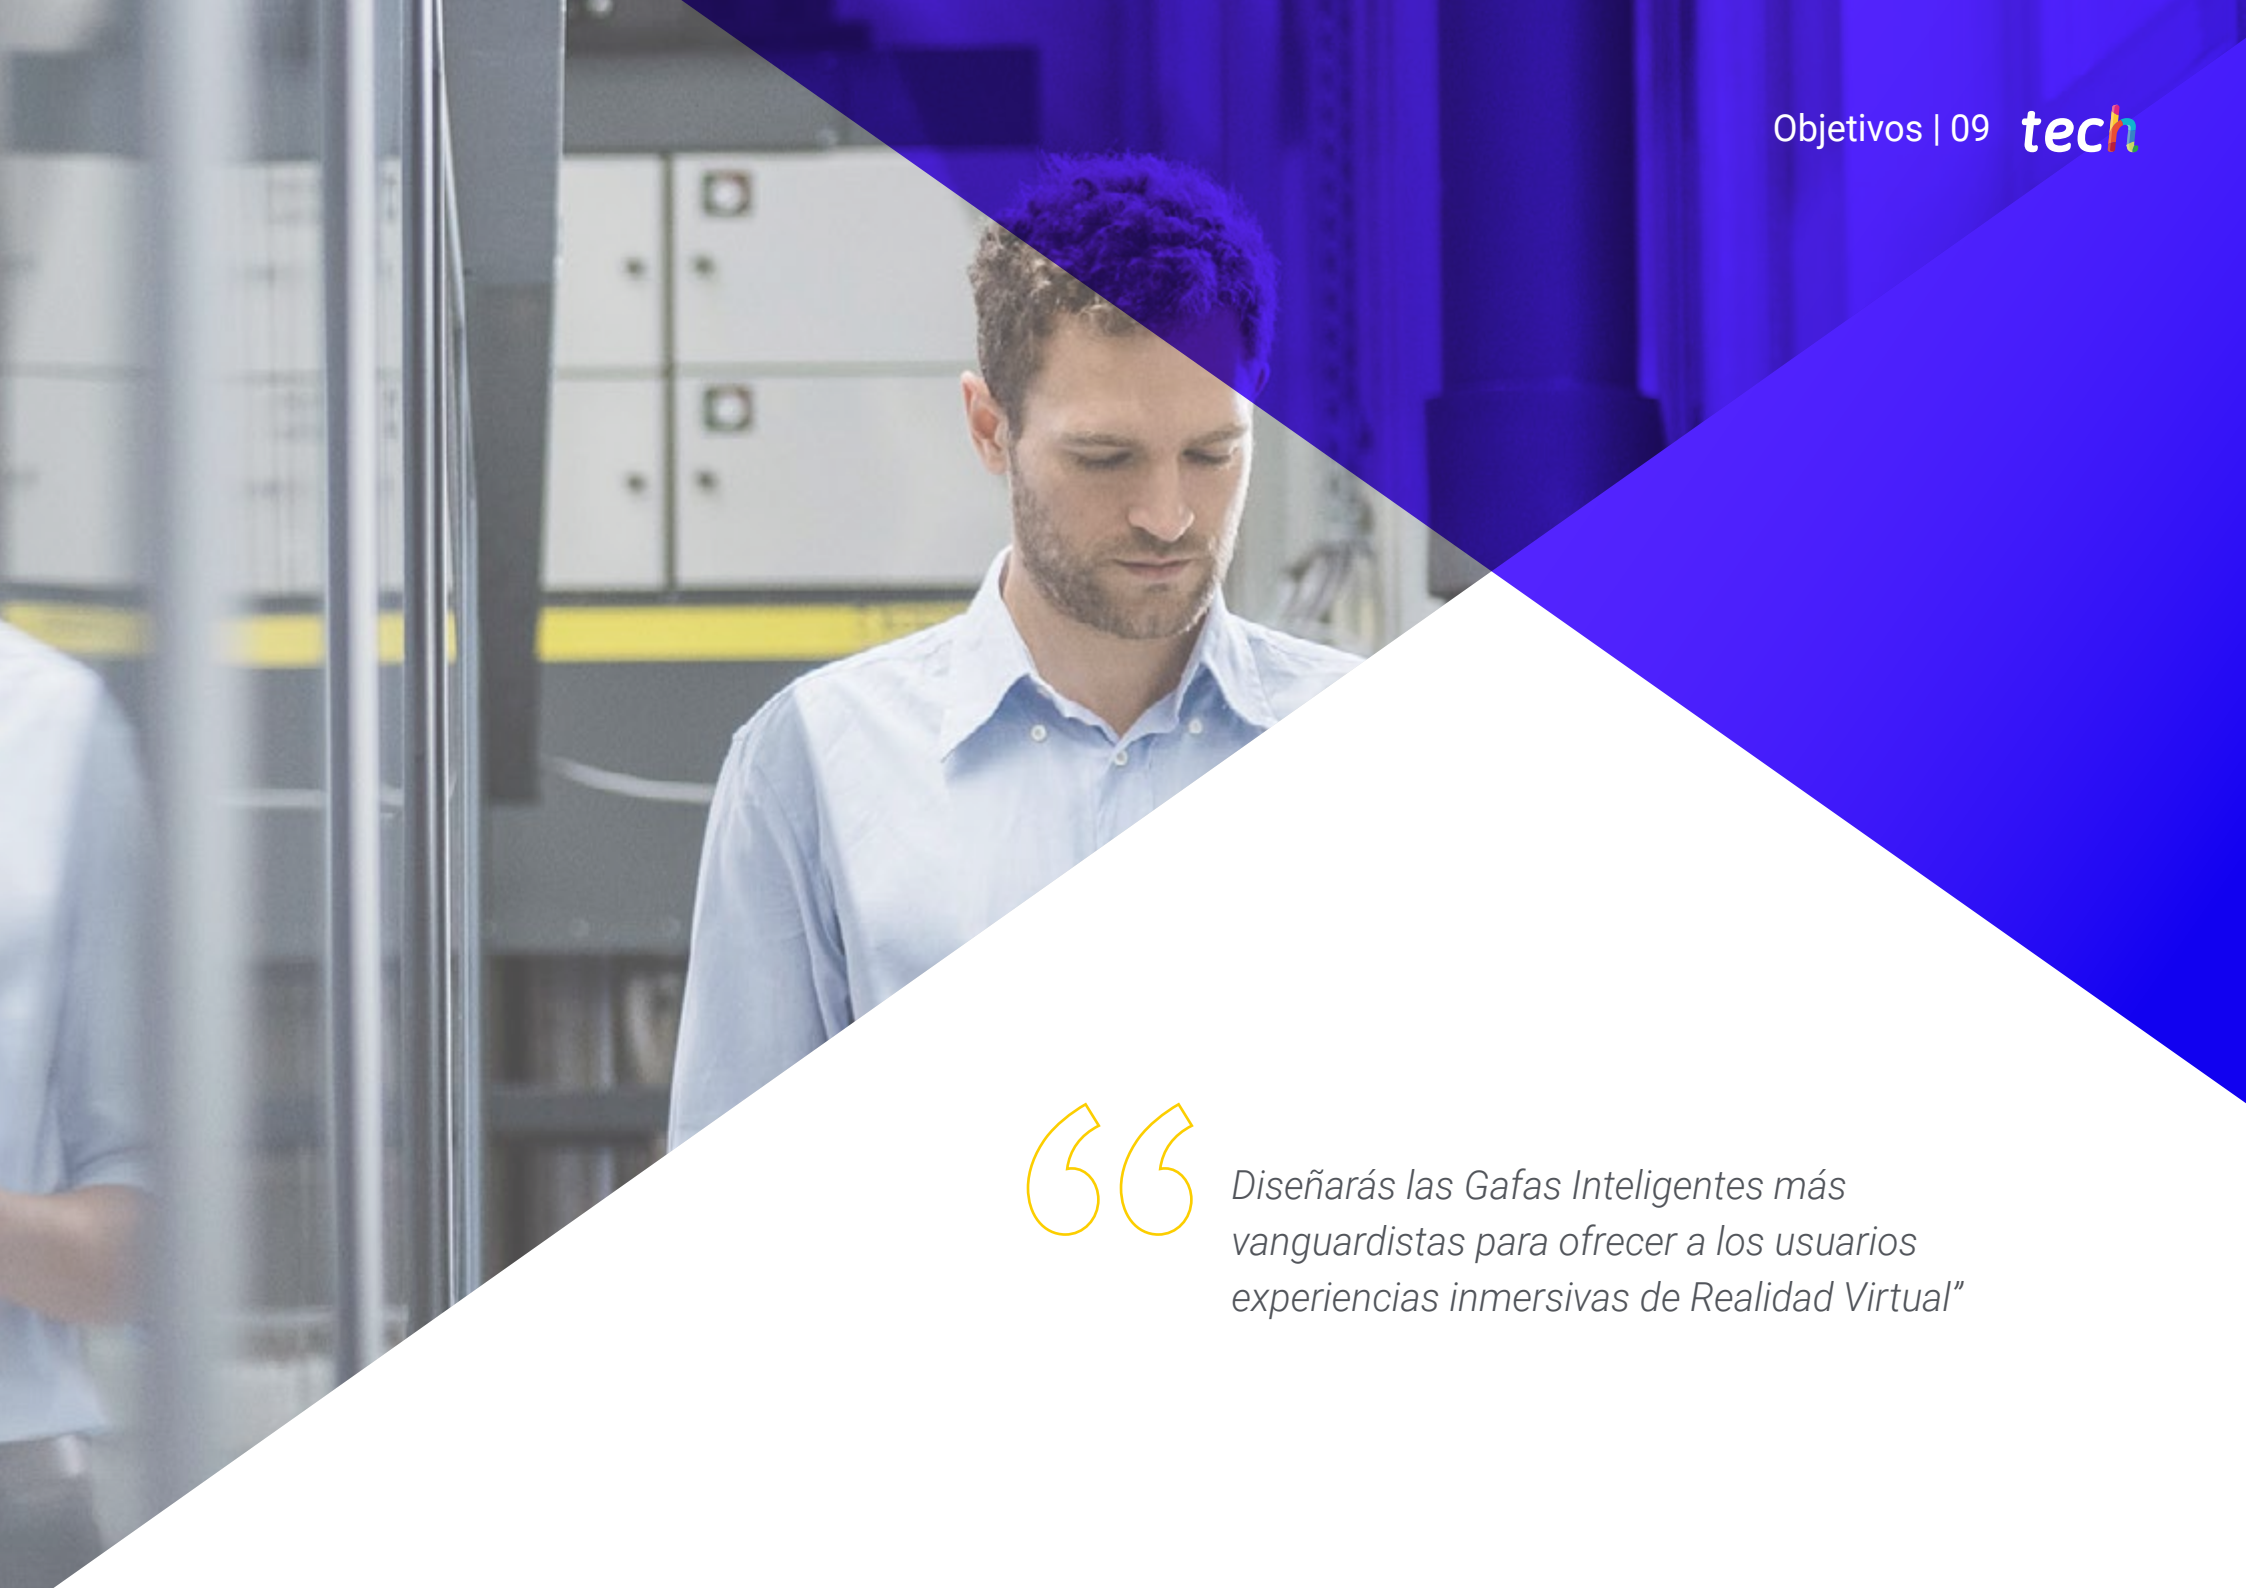 Objetivos | 09 tech
“Diseñarás las Gafas Inteligentes más
vanguardistas para ofrecer a los usuarios
experiencias inmersivas de Realidad Virtual”